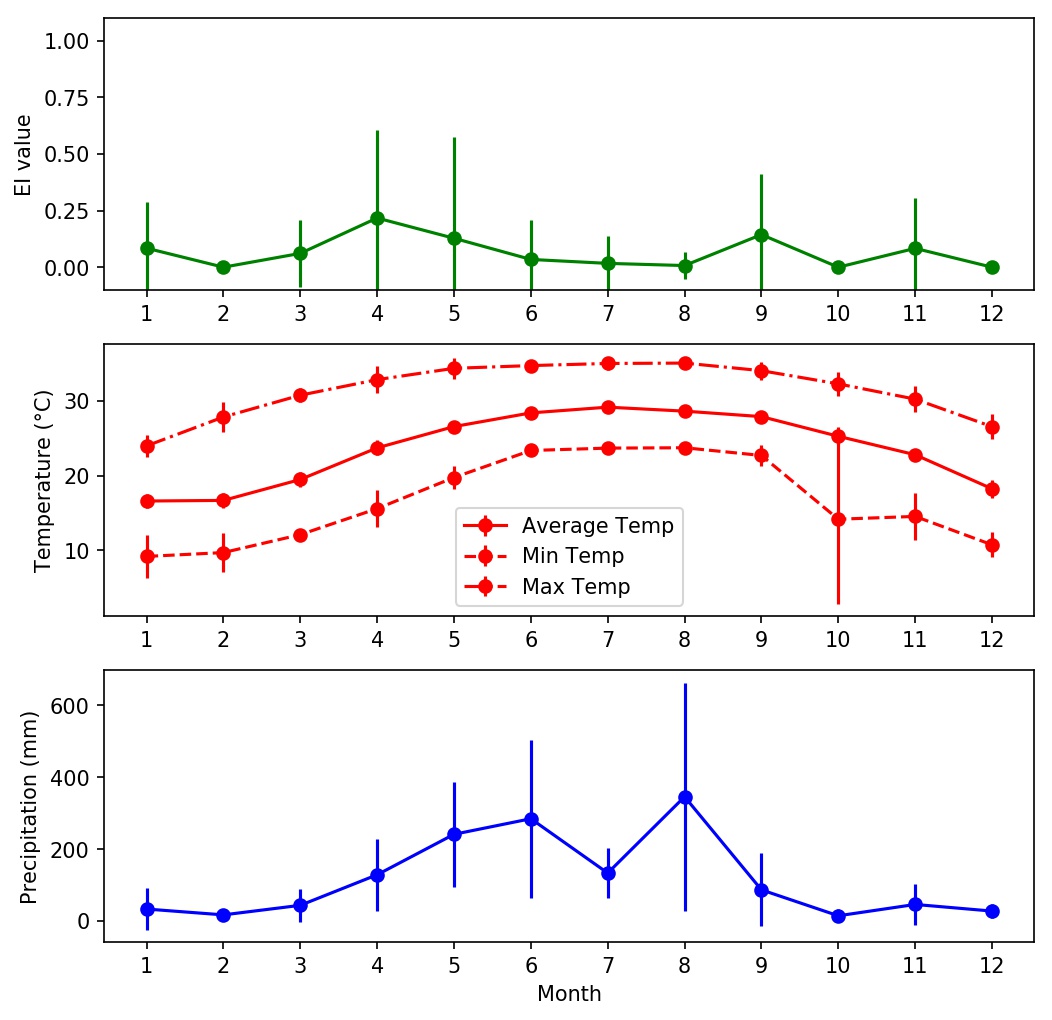 EI value
1.00
0.75
0.50
0.25
0.00
1 2 3 4 5 6 7 8 9 10 11 12
Temperature (°C)
30
20
10
Average Temp
Min Temp
Max Temp
1 2 3 4 5 6 7 8 9 10 11 12
Precipitation (mm)
600
400
200
0
1 2 3 4 5 6 7 8 9 10 11 12
Month